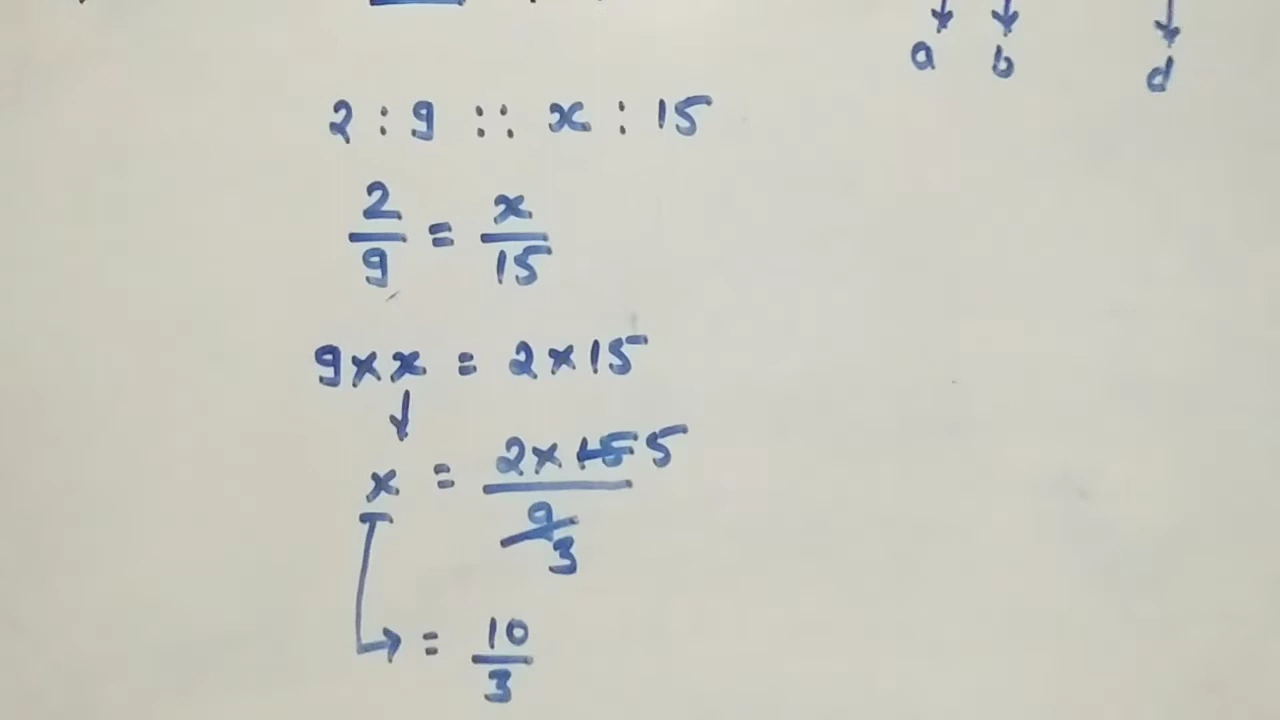 a b d
2 : 9 :: x : 15
2/9 = x/15
9 × x = 2 × 15
x = 2 × 15 5 / 9 3
= 10/3